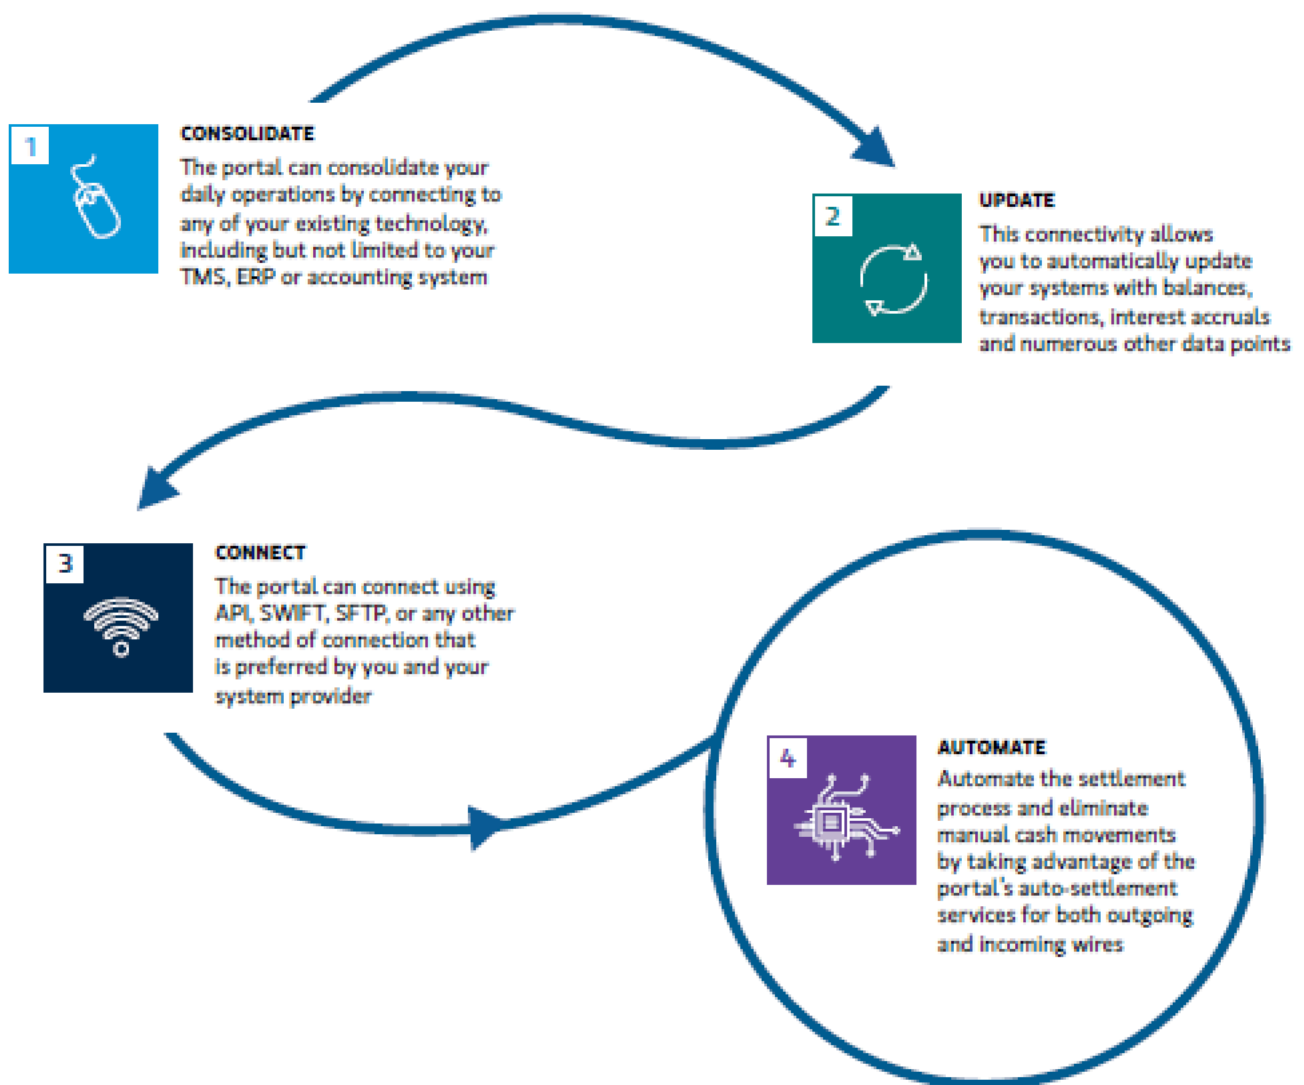 1
CONSOLIDATE
The portal can consolidate your
daily operations by connecting to
any of your existing technology,
including but not limited to your
TMS, ERP or accounting system
2
UPDATE
This connectivity allows
you to automatically update
your systems with balances,
transactions, interest accruals
and numerous other data points
3
CONNECT
The portal can connect using
API, SWIFT, SFTP, or any other
method of connection that
is preferred by you and your
system provider
4
AUTOMATE
Automate the settlement
process and eliminate
manual cash movements
by taking advantage of the
portal's auto-settlement
services for both outgoing
and incoming wires